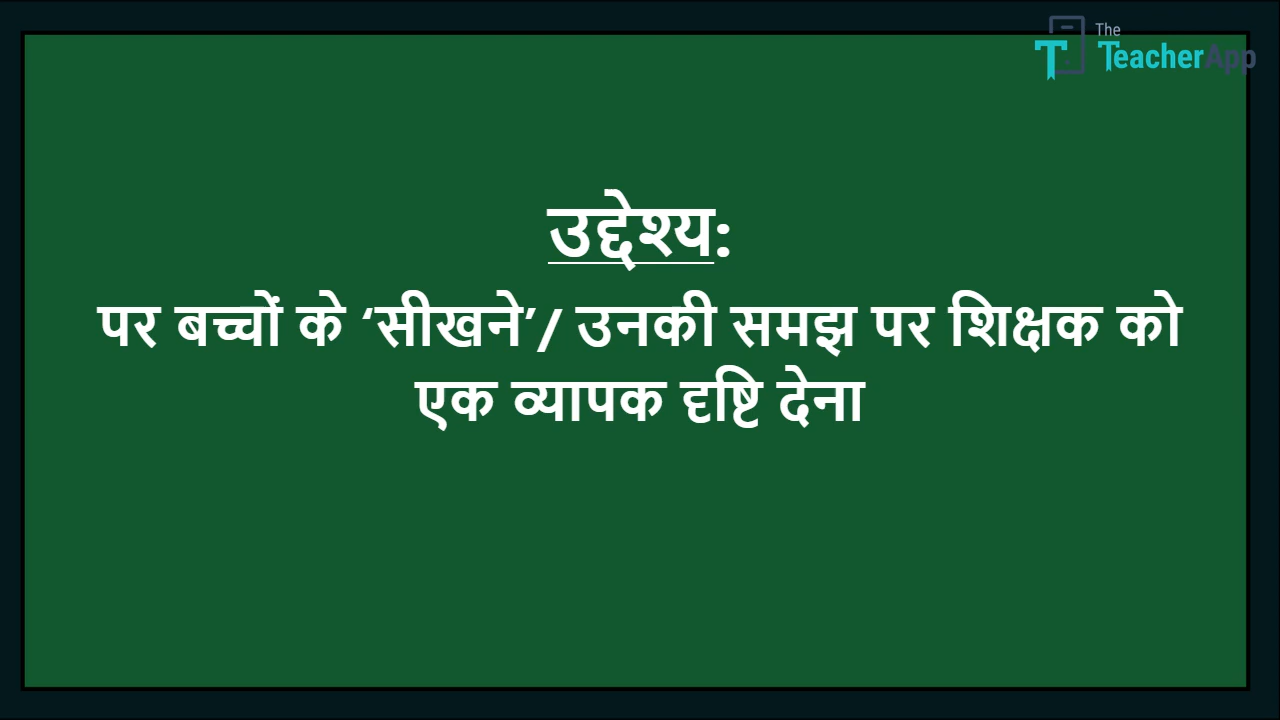 The
TeacherApp
उद्देश्य:
पर बच्चों के ‘सीखने’/ उनकी समझ पर शिक्षक को
एक व्यापक दृष्टि देना